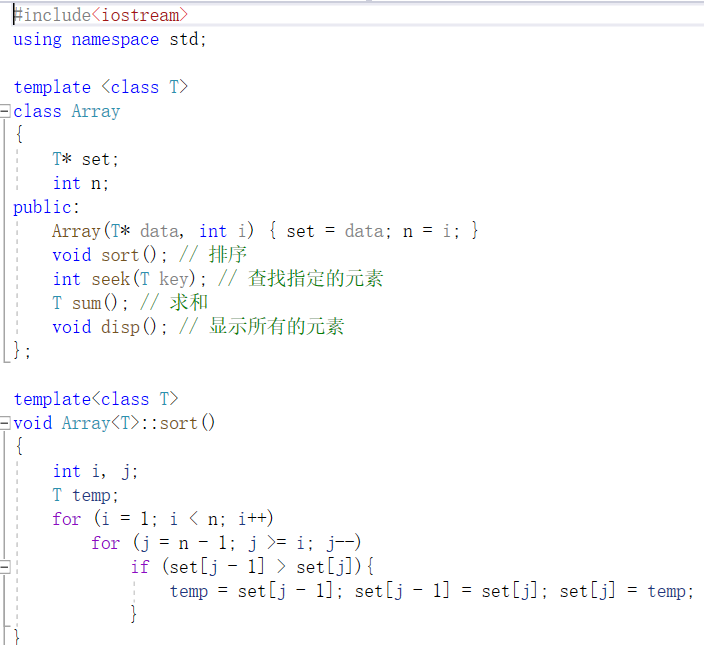 #include<iostream>
using namespace std;
template <class T>
class Array
{
T* set;
int n;
public:
Array(T* data, int i) { set = data; n = i; }
void sort(); // 排序
int seek(T key); // 查找指定的元素
T sum(); // 求和
void disp(); // 显示所有的元素
};
template<class T>
void Array<T>::sort()
{
int i, j;
T temp;
for (i = 1; i < n; i++)
for (j = n - 1; j >= i; j--)
if (set[j - 1] > set[j]){
temp = set[j - 1]; set[j - 1] = set[j]; set[j] = temp;
}
}